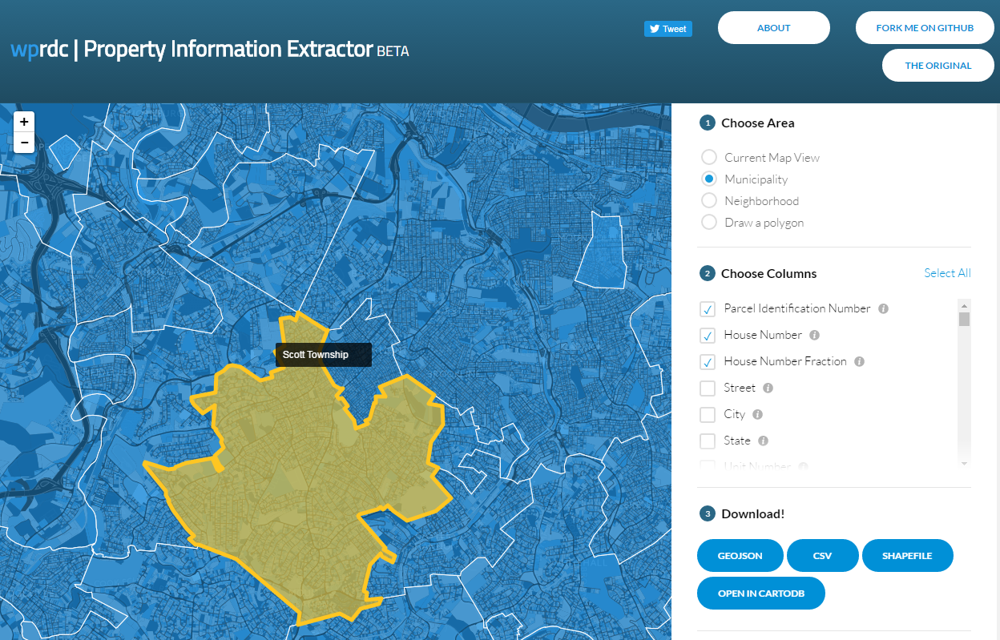 wprdc | Property Information Extractor BETA
Tweet
ABOUT
FORK ME ON GITHUB
THE ORIGINAL
+
−
1 Choose Area
Current Map View
Municipality
Neighborhood
Draw a polygon
2 Choose Columns
Select All
Parcel Identification Number i
House Number i
House Number Fraction i
Street i
City i
State i
Unit Number
Scott Township
BROOKLINE
3 Download!
GEOJSON
CSV
SHAPEFILE
OPEN IN CARTODB